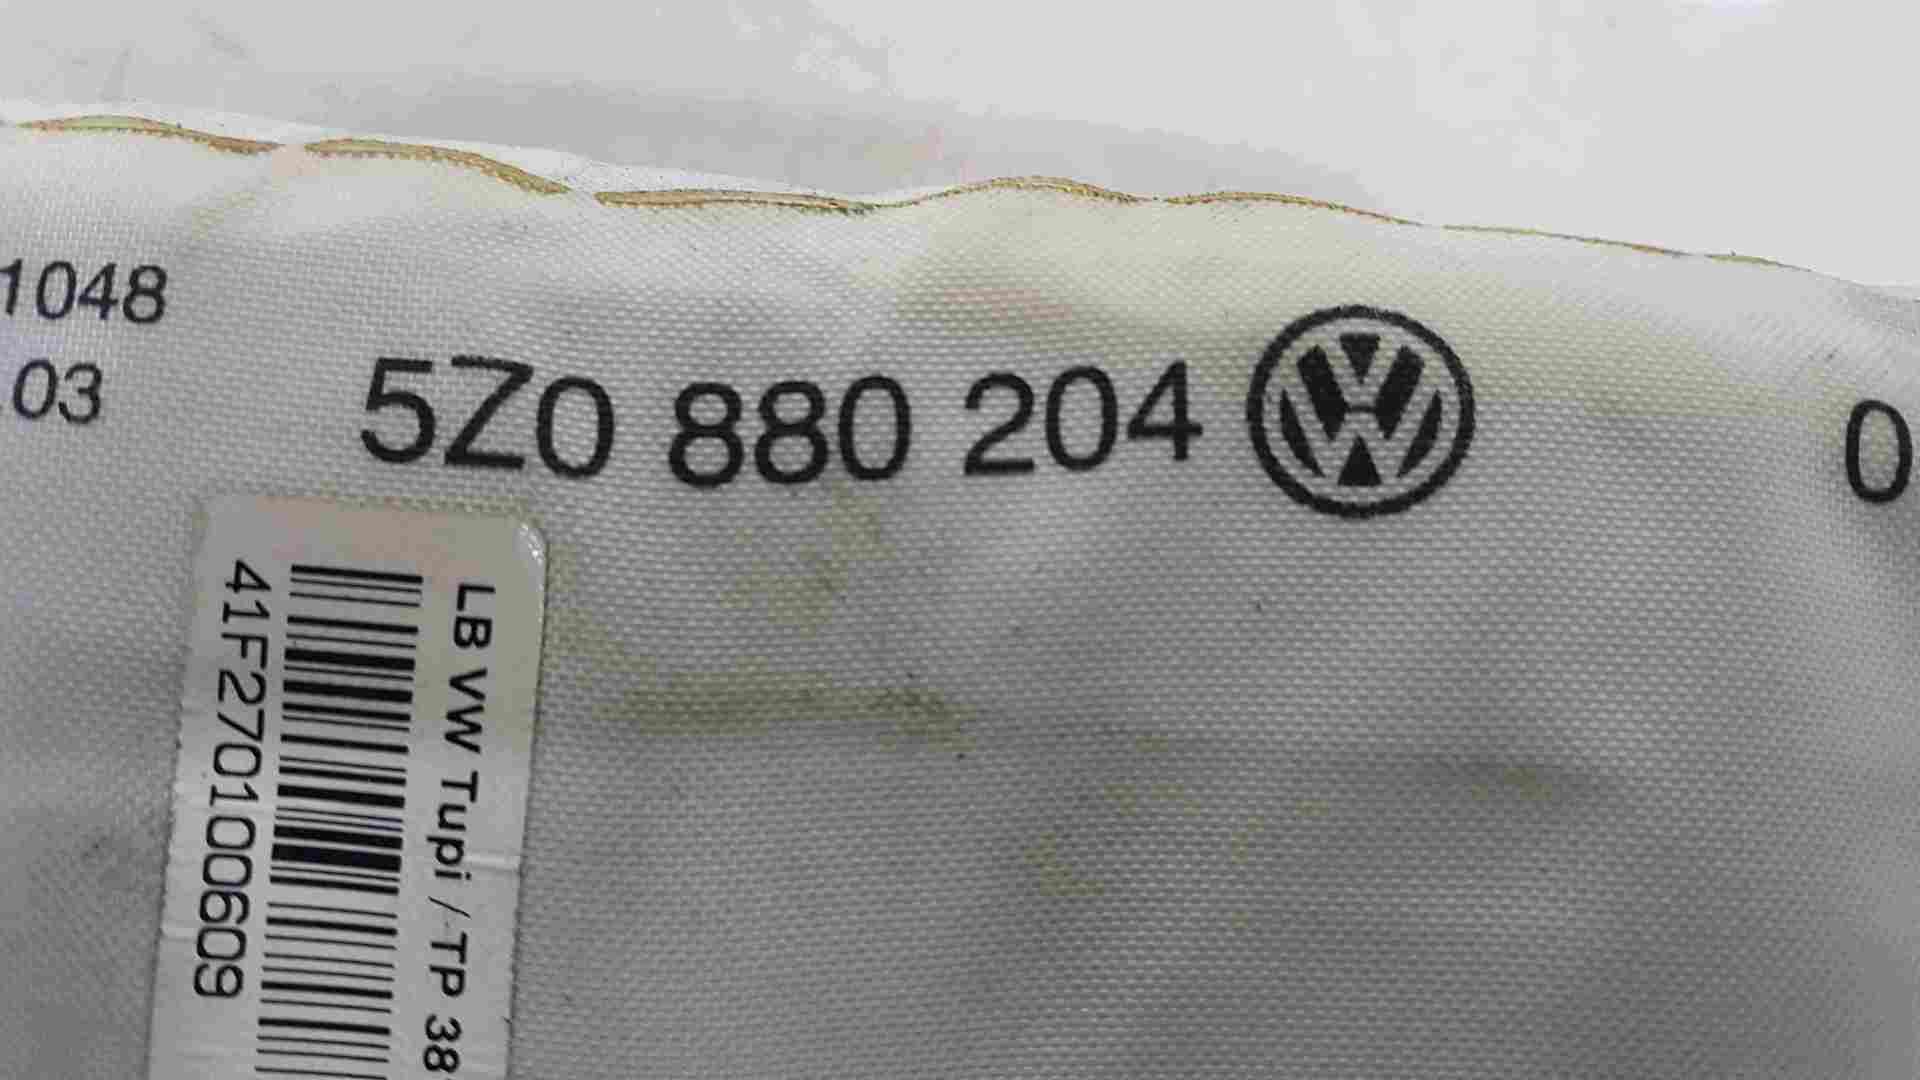 1048
03
5Z0 880 204
0
LB VW Tupi / TP 38
41F270100609